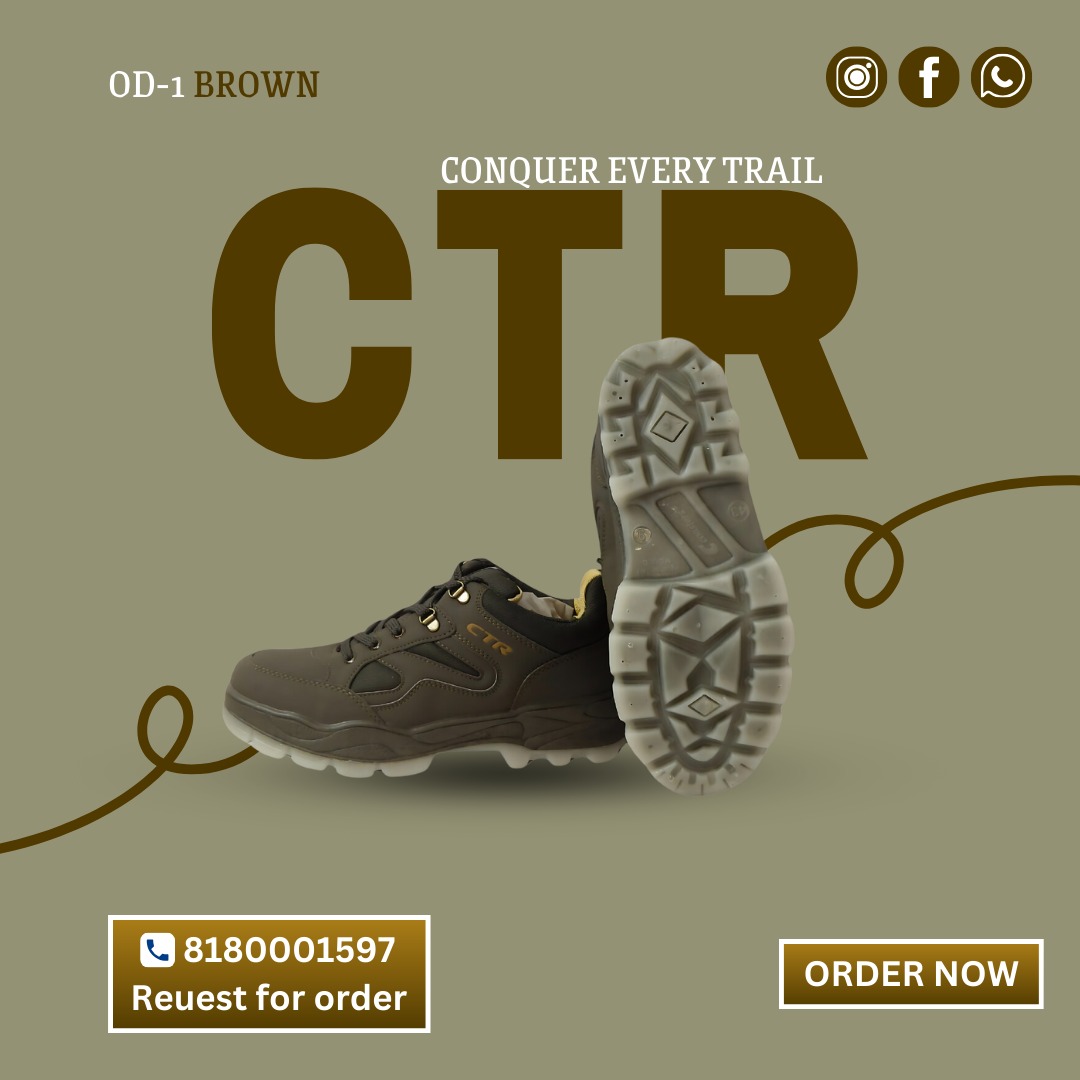 OD-1 BROWN
CONQUER EVERY TRAIL
CTR
CTR
8180001597
Reuest for order
ORDER NOW